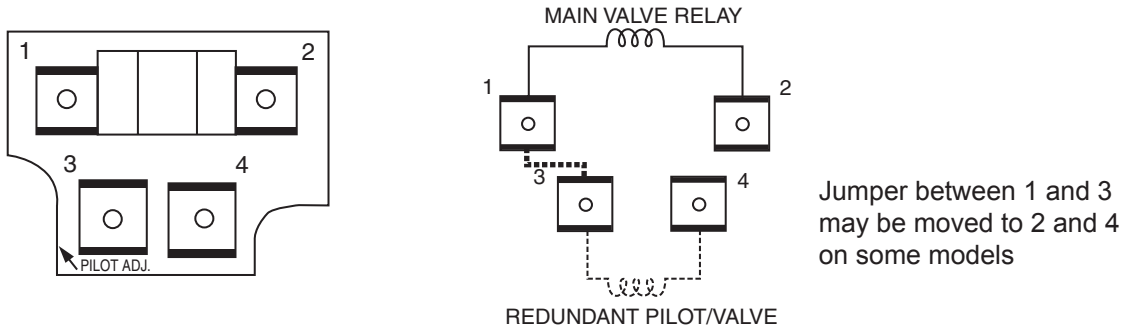 1
2
3
4
PILOT ADJ.
MAIN VALVE RELAY
1
2
3
4
REDUNDANT PILOT/VALVE
Jumper between 1 and 3
may be moved to 2 and 4
on some models